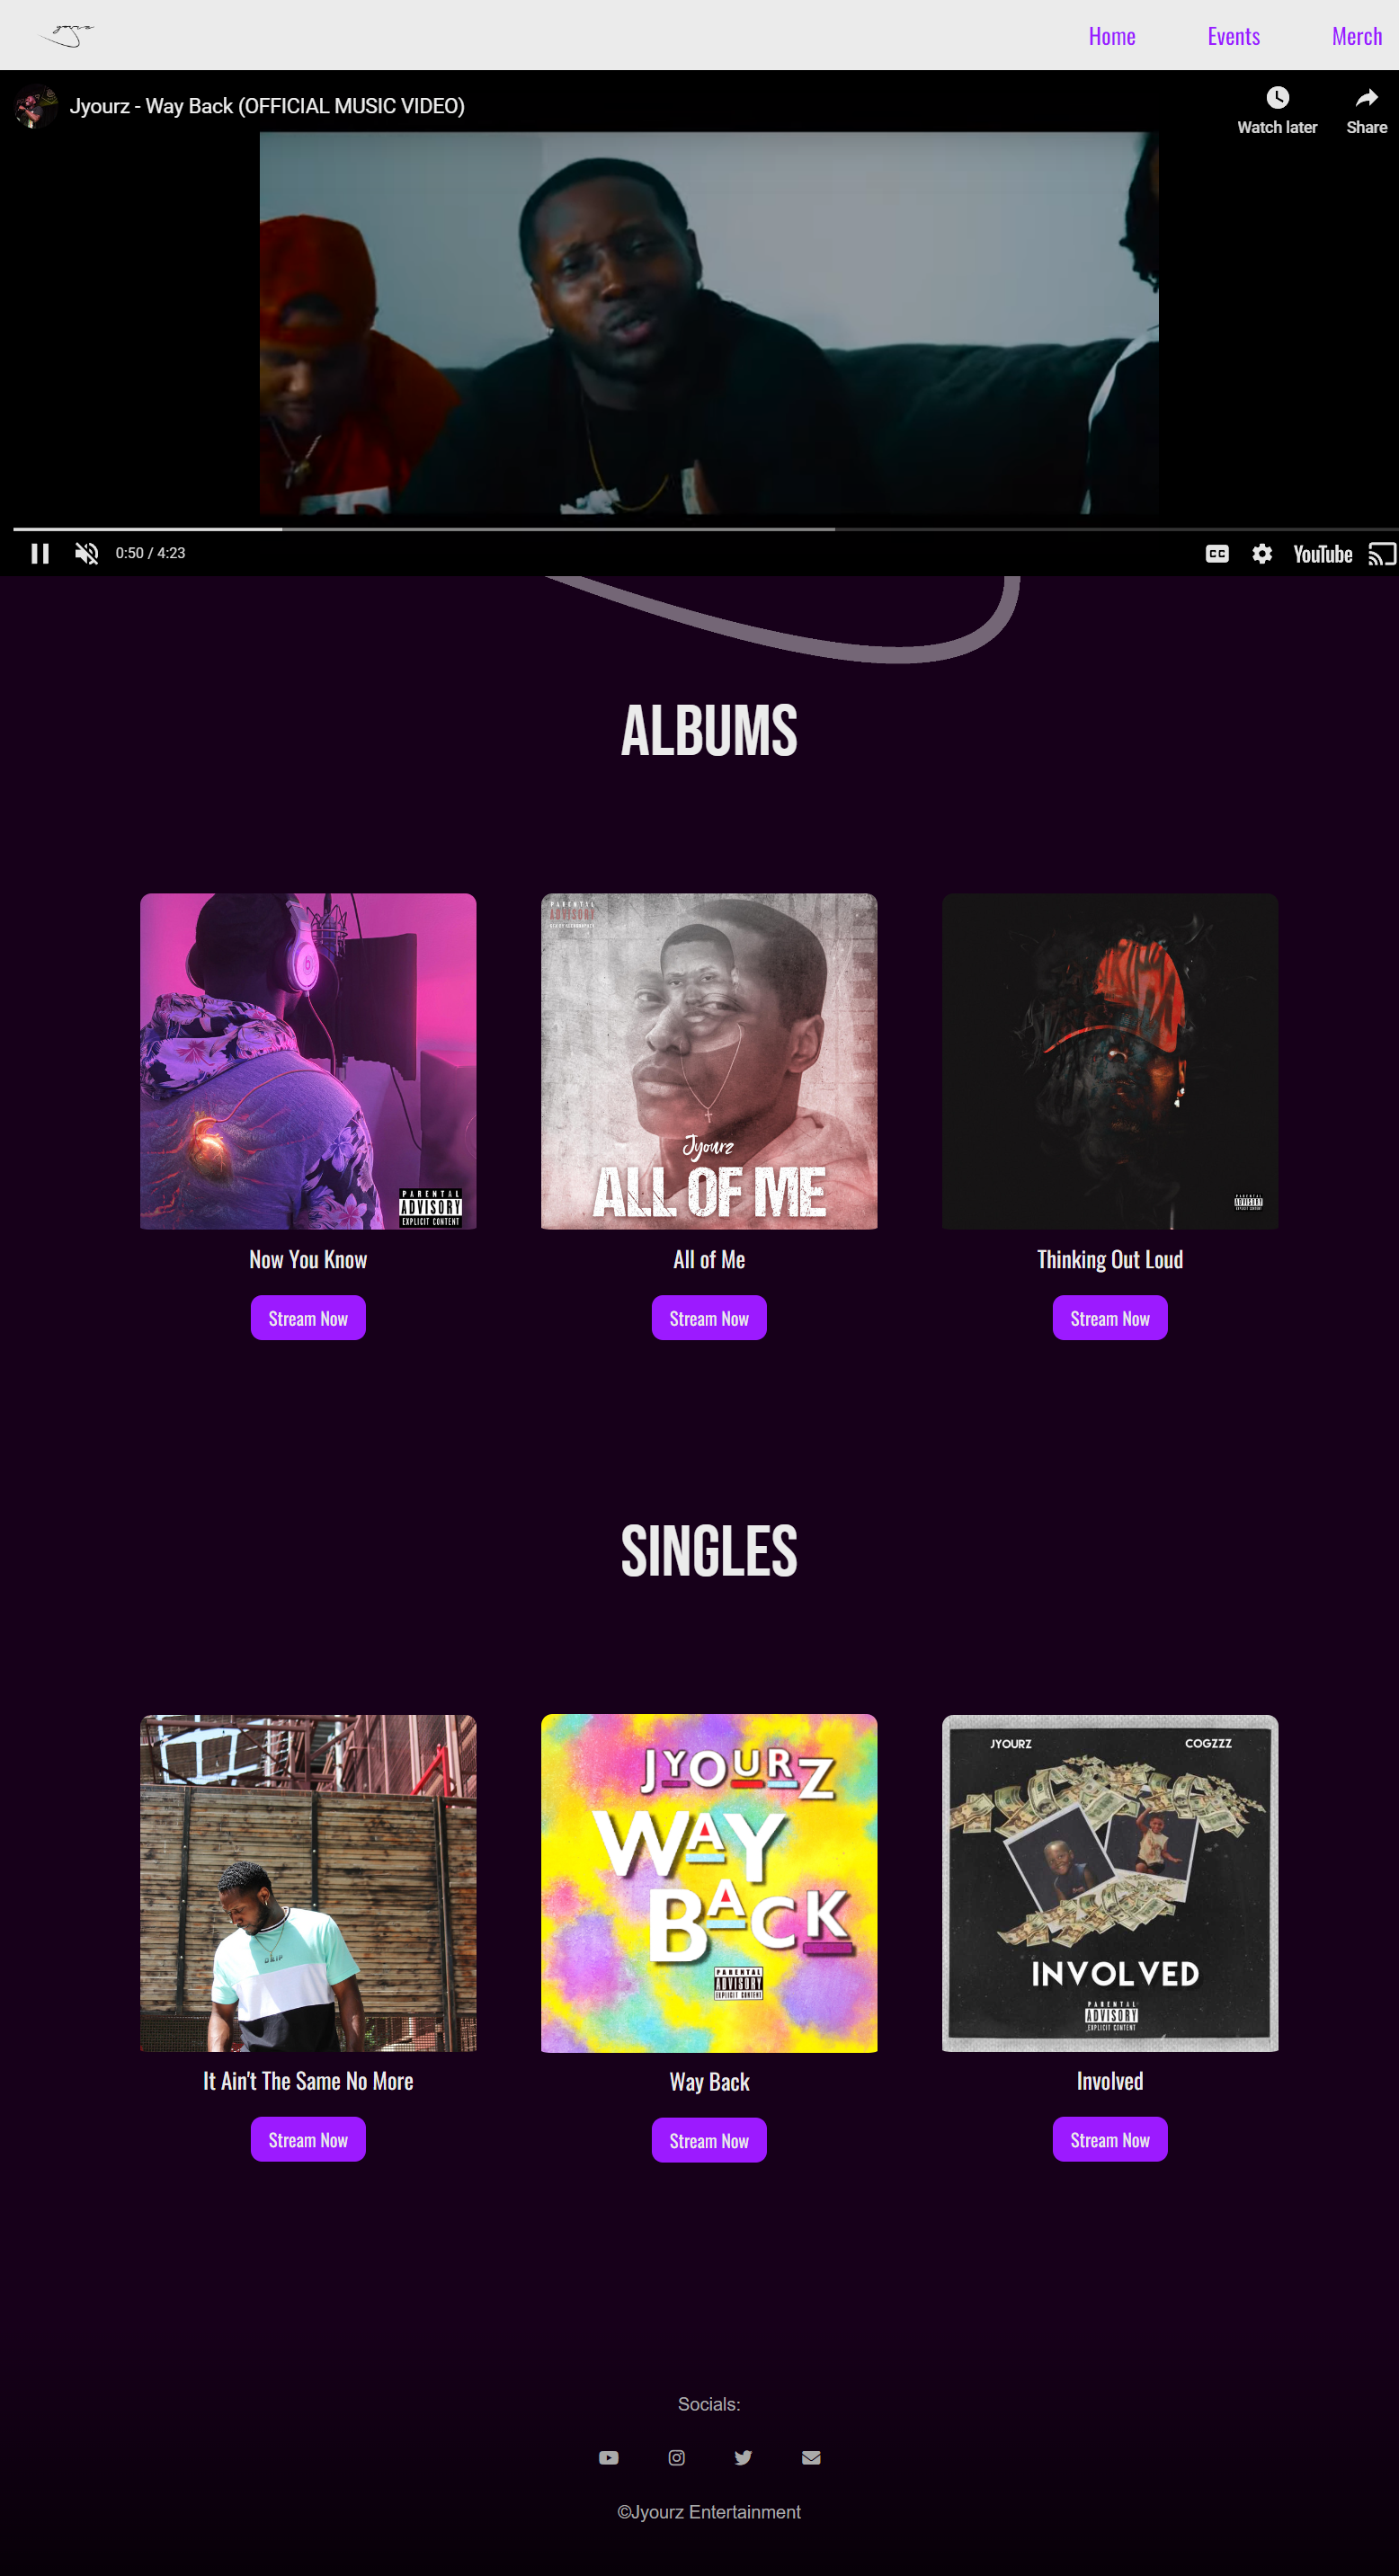 yourz
Home Events Merch
Jyourz - Way Back (OFFICIAL MUSIC VIDEO)
Watch later Share
0:50 / 4:23
CC
YouTube
ALBUMS
PARENTAL
ADVISORY
EXPLICIT CONTENT
Now You Know
Stream Now
PARENTAL
ADVISORY
Jyourz
ALL OF ME
All of Me
Stream Now
PARENTAL
ADVISORY
EXPLICIT CONTENT
Thinking Out Loud
Stream Now
SINGLES
DRIP
It Ain't The Same No More
Stream Now
JYOURZ
WAY
BACK
PARENTAL
ADVISORY
EXPLICIT CONTENT
Way Back
Stream Now
JYOURZ COGZZZ
INVOLVED
PARENTAL
ADVISORY
EXPLICIT CONTENT
Involved
Stream Now
Socials:
©Jyourz Entertainment